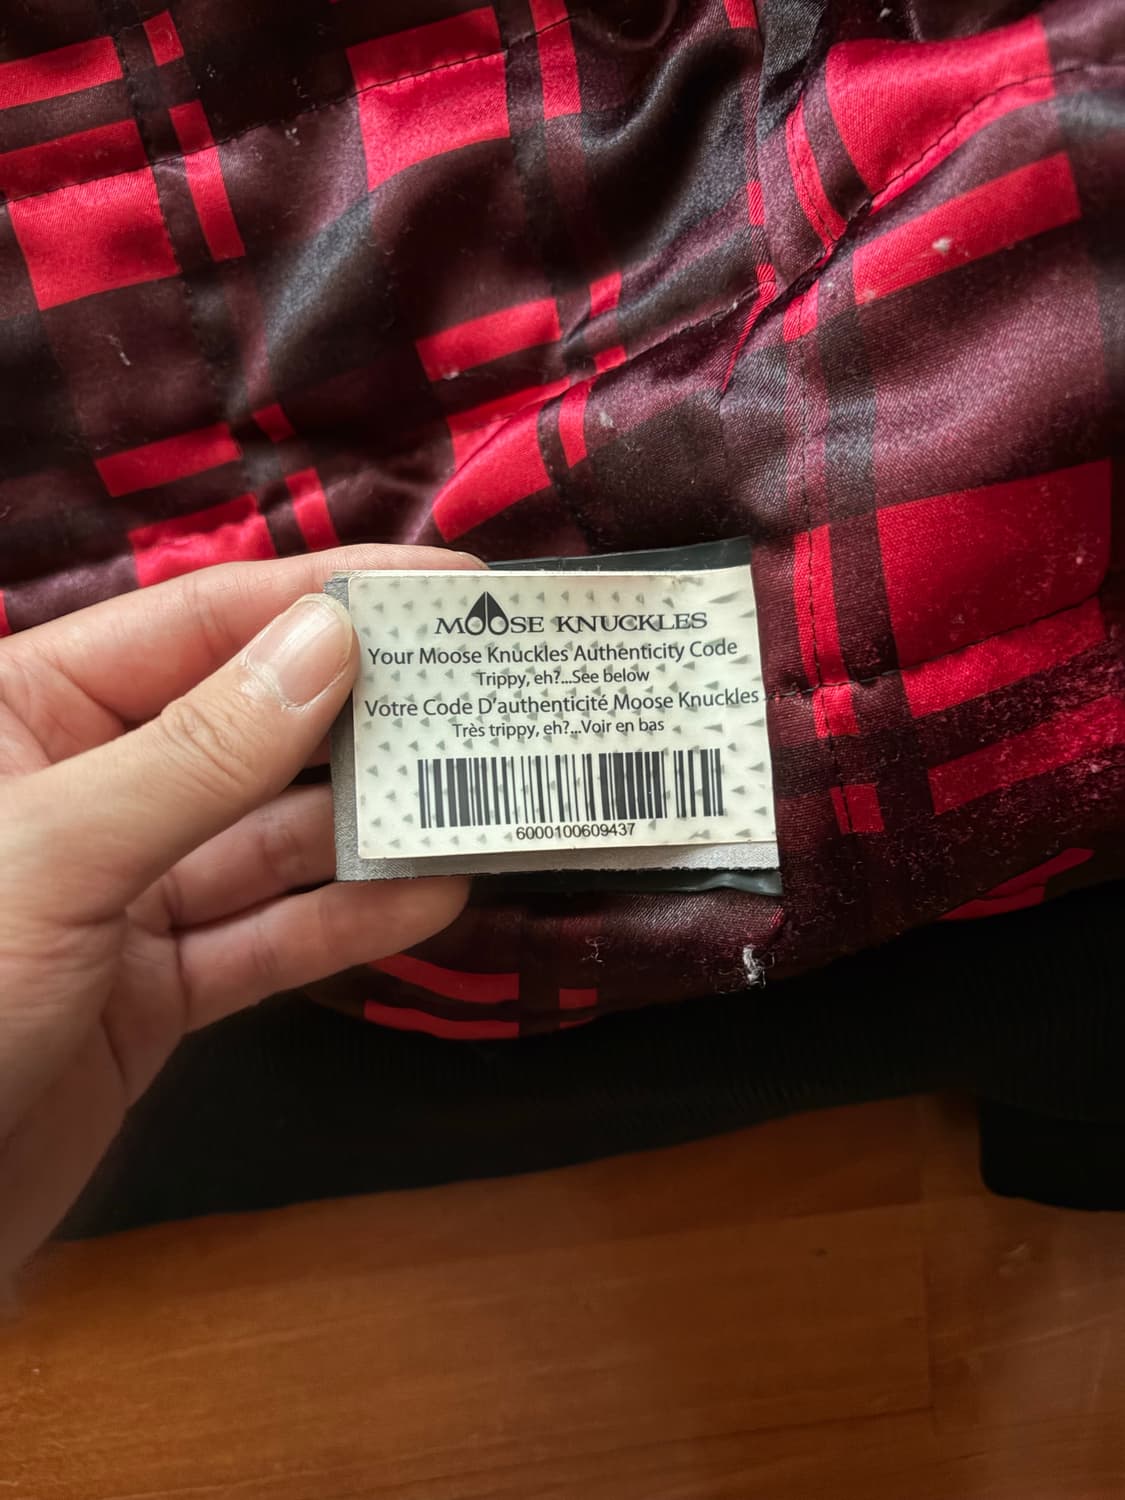 MOOSE KNUCKLES
Your Moose Knuckles Authenticity Code
Trippy, eh?...See below
Votre Code D'authenticité Moose Knuckles
Très trippy, eh?...Voir en bas
6000100609437